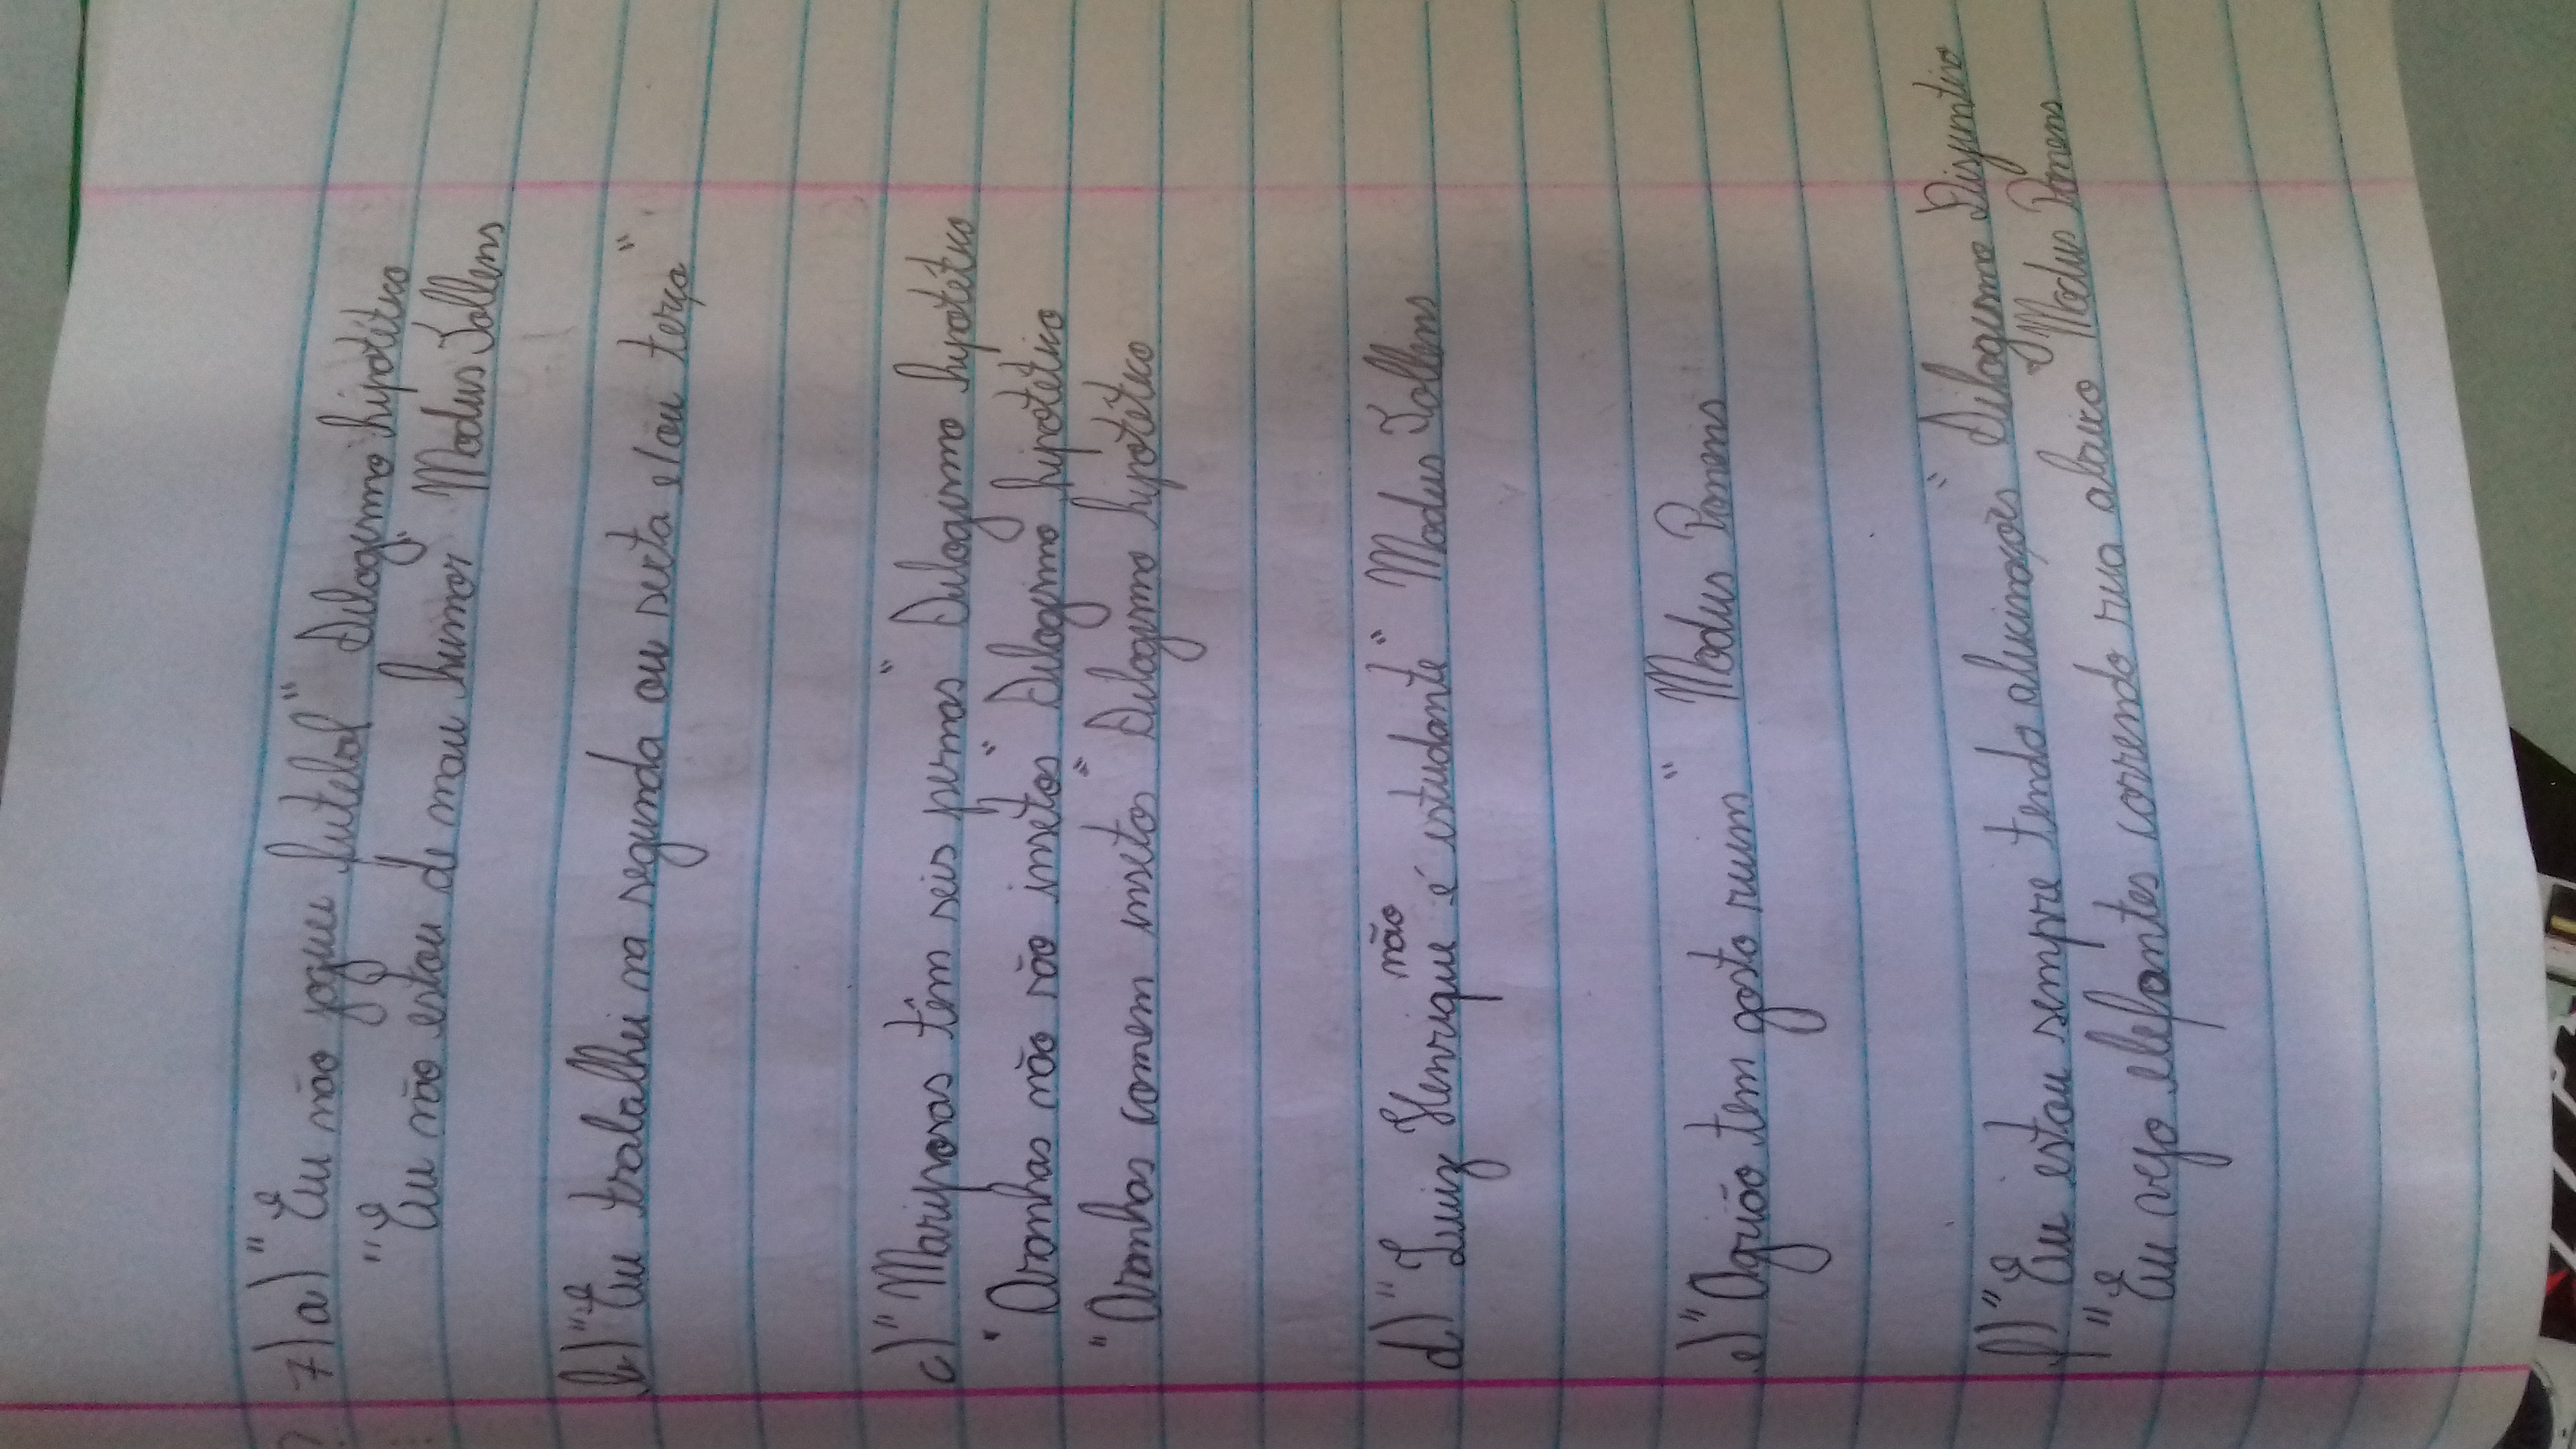 7) a) "Eu não joguei futebol" Silogismo hipotético
"Eu não estou de mau humor" Modus Tollens
b) "Eu trabalhei na segunda ou sexta e/ou terça"
c) "Mariposas têm seis pernas" Silogismo hipotético
"Aranhas não são insetos" Silogismo hipotético
"Aranhas comem insetos" Silogismo hipotético
d) "Luiz Henrique não é estudante" Modus Tollens
e) "Agrião tem gosto ruim" Modus Ponens
f) "Eu estou sempre tendo alucinações" Silogismo Disjuntivo
"Eu vejo elefantes correndo rua abaixo" Modus Ponens